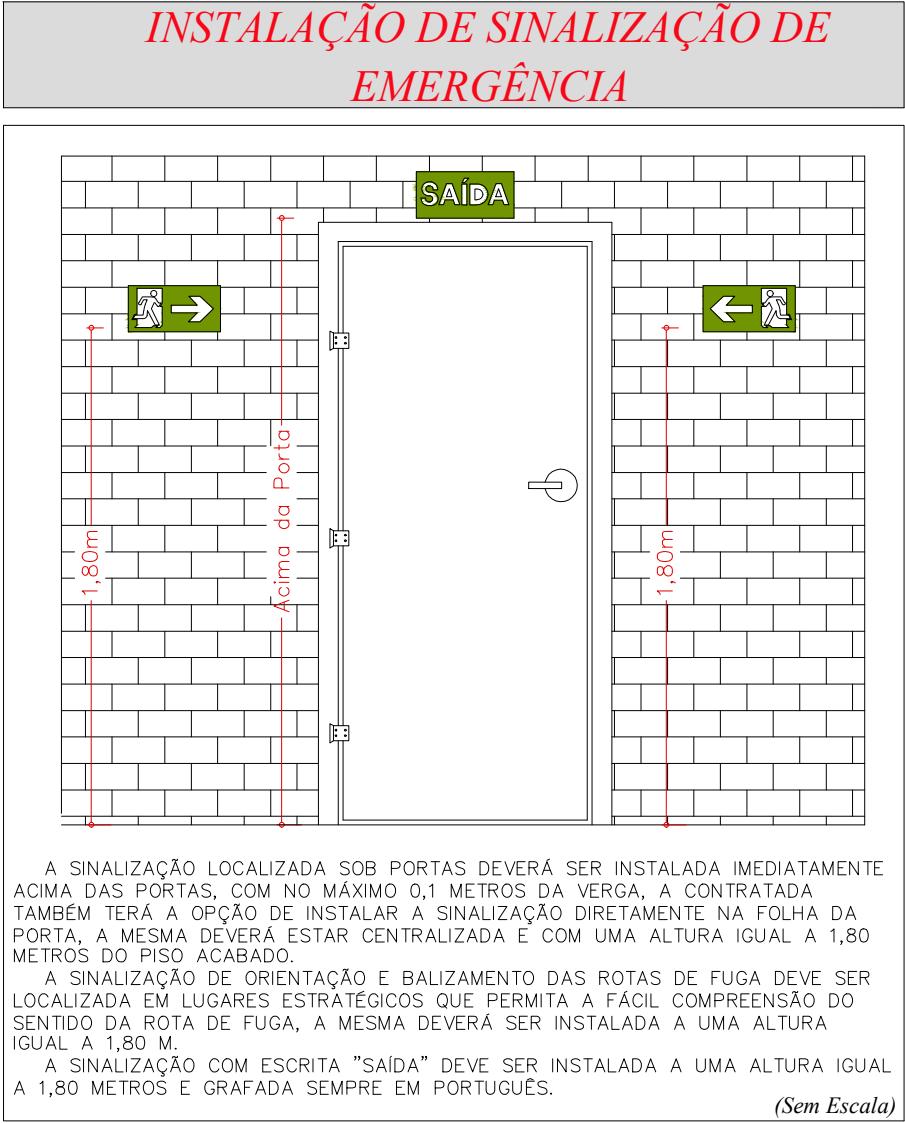 INSTALAÇÃO DE SINALIZAÇÃO DE
EMERGÊNCIA
SAÍDA
Acima da Porta
1,80m
1,80m
A SINALIZAÇÃO LOCALIZADA SOB PORTAS DEVERÁ SER INSTALADA IMEDIATAMENTE
ACIMA DAS PORTAS, COM NO MÁXIMO 0,1 METROS DA VERGA, A CONTRATADA
TAMBÉM TERÁ A OPÇÃO DE INSTALAR A SINALIZAÇÃO DIRETAMENTE NA FOLHA DA
PORTA, A MESMA DEVERÁ ESTAR CENTRALIZADA E COM UMA ALTURA IGUAL A 1,80
METROS DO PISO ACABADO.
A SINALIZAÇÃO DE ORIENTAÇÃO E BALIZAMENTO DAS ROTAS DE FUGA DEVE SER
LOCALIZADA EM LUGARES ESTRATÉGICOS QUE PERMITA A FÁCIL COMPREENSÃO DO
SENTIDO DA ROTA DE FUGA, A MESMA DEVERÁ SER INSTALADA A UMA ALTURA
IGUAL A 1,80 M.
A SINALIZAÇÃO COM ESCRITA "SAÍDA" DEVE SER INSTALADA A UMA ALTURA IGUAL
A 1,80 METROS E GRAFADA SEMPRE EM PORTUGUÊS.
(Sem Escala)